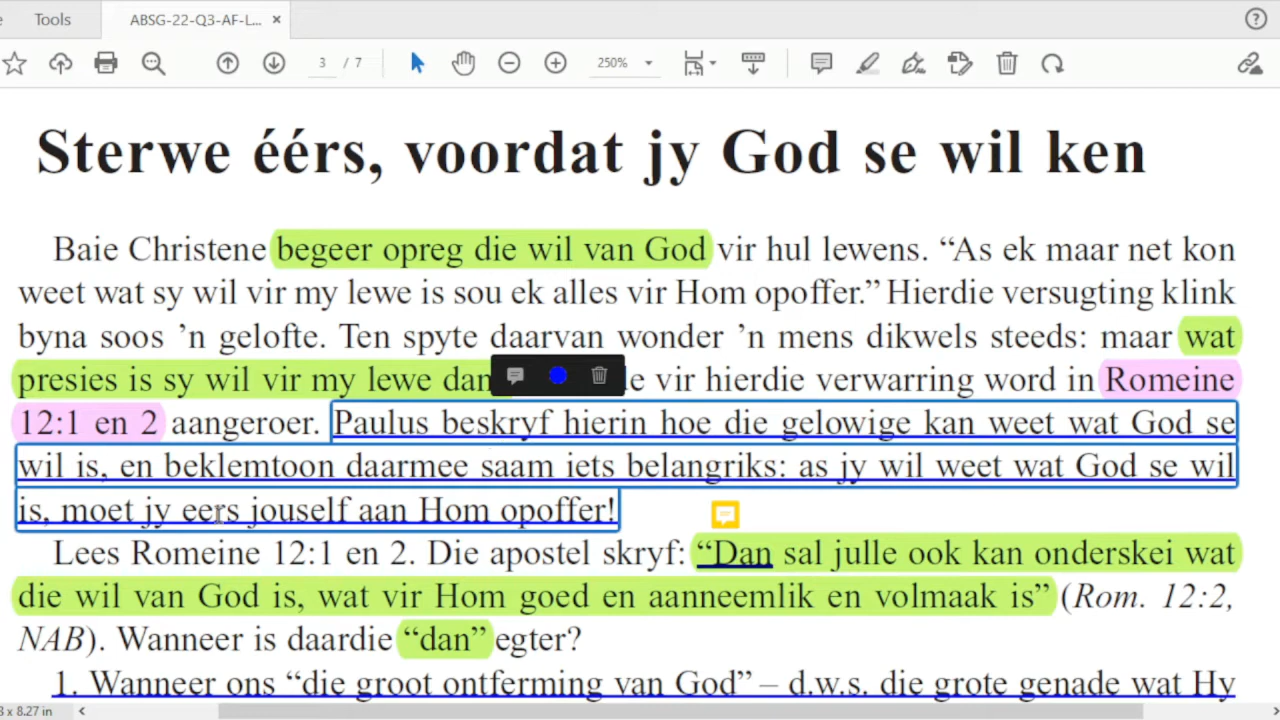 Tools
ABSG-22-Q3-AF-L...
3 / 7
250%
Sterwe éérs, voordat jy God se wil ken
Baie Christene begeer opreg die wil van God vir hul lewens. “As ek maar net kon
weet wat sy wil vir my lewe is sou ek alles vir Hom opoffer.” Hierdie versugting klink
byna soos ’n gelofte. Ten spyte daarvan wonder ’n mens dikwels steeds: maar wat
presies is sy wil vir my lewe dan vir hierdie verwarring word in Romeine
12:1 en 2 aangeroer. Paulus beskryf hierin hoe die gelowige kan weet wat God se
wil is, en beklemtoon daarmee saam iets belangriks: as jy wil weet wat God se wil
is, moet jy eers jouself aan Hom opoffer!
Lees Romeine 12:1 en 2. Die apostel skryf: “Dan sal julle ook kan onderskei wat
die wil van God is, wat vir Hom goed en aanneemlik en volmaak is” (Rom. 12:2,
NAB). Wanneer is daardie “dan” egter?
1. Wanneer ons “die groot ontferming van God” – d.w.s. die grote genade wat Hy
x 8.27 in